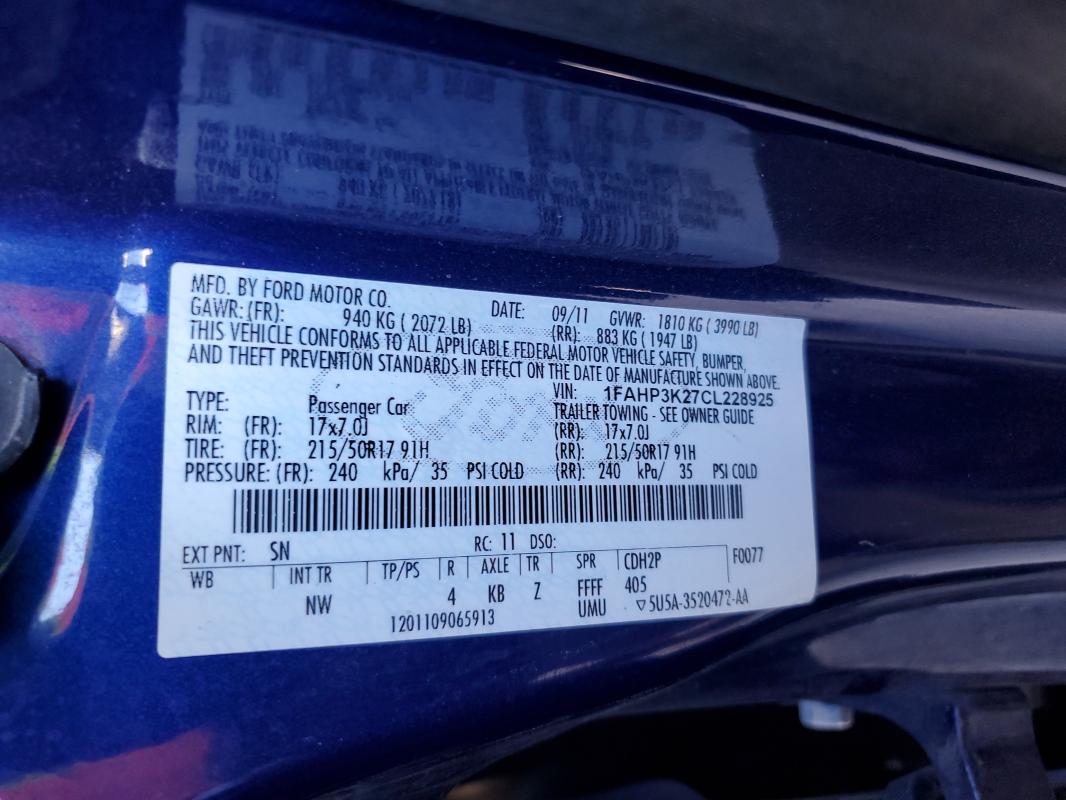 MFD. BY FORD MOTOR CO. DATE: 09/11 GVWR: 1810 KG ( 3990 LB)
GAWR: (FR): 940 KG ( 2072 LB) (RR): 883 KG ( 1947 LB)
THIS VEHICLE CONFORMS TO ALL APPLICABLE FEDERAL MOTOR VEHICLE SAFETY, BUMPER,
AND THEFT PREVENTION STANDARDS IN EFFECT ON THE DATE OF MANUFACTURE SHOWN ABOVE.
VIN: 1FAHP3K27CL228925
TYPE: Passenger Car TRAILER TOWING - SEE OWNER GUIDE
RIM: (FR): 17x7.0J (RR): 17x7.0J
TIRE: (FR): 215/50R17 91H (RR): 215/50R17 91H
PRESSURE: (FR): 240 kPa/ 35 PSI COLD (RR): 240 kPa/ 35 PSI COLD
EXT PNT: SN RC: 11 DSO: F0077
WB INT TR TP/PS R AXLE TR SPR CDH2P
NW 4 KB Z FFFF 405
1201109065913 UMU ▽5U5A-3520472-AA